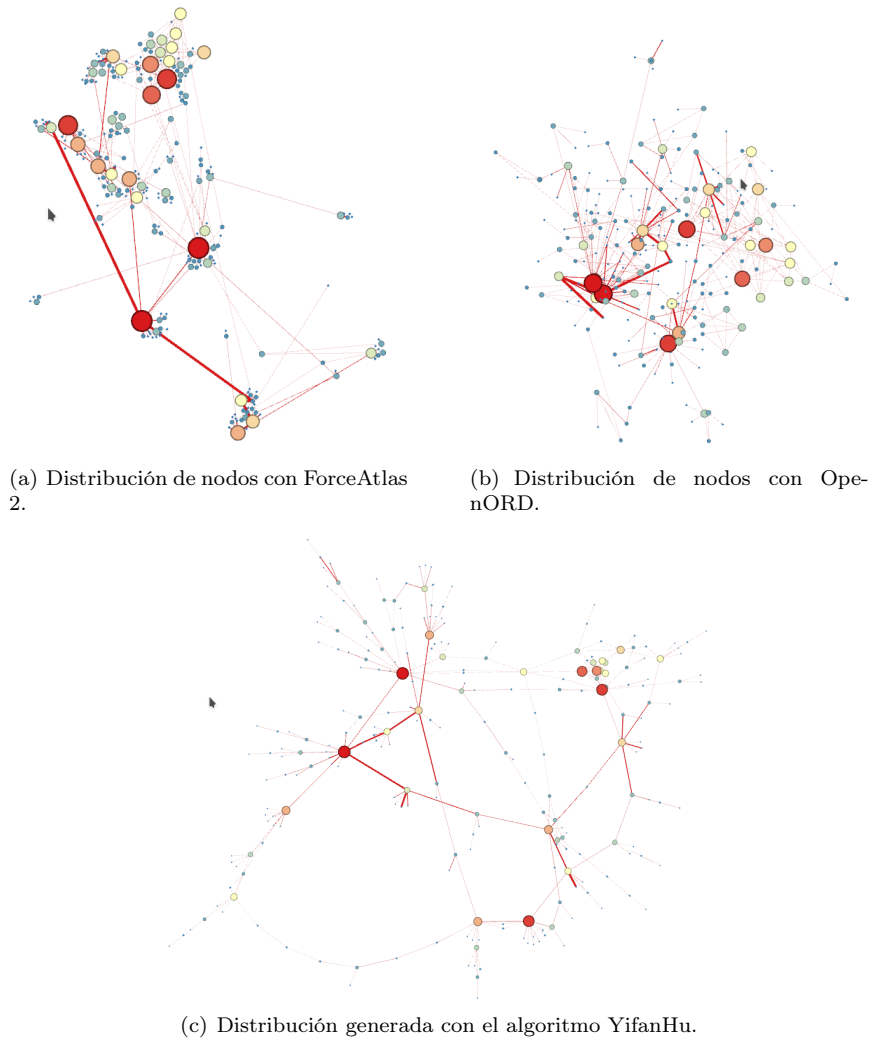 (a) Distribución de nodos con ForceAtlas
2.
(b) Distribución de nodos con Ope-
nORD.
(c) Distribución generada con el algoritmo YifanHu.